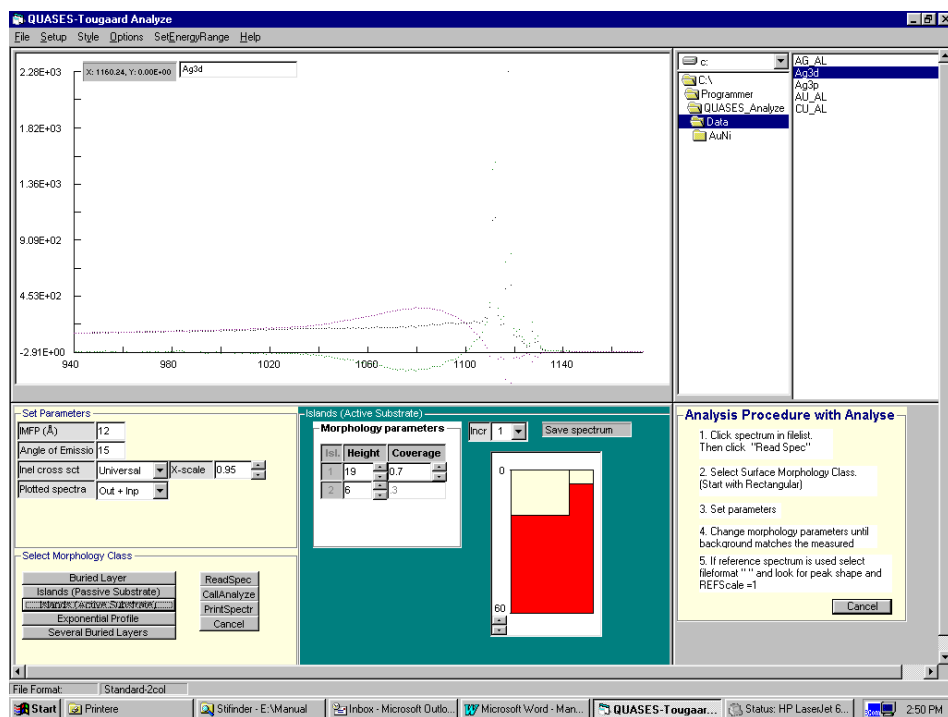 QUASES-Tougaard Analyze
File Setup Style Options SetEnergyRange Help
2.28E+03
1.82E+03
1.36E+03
9.09E+02
4.53E+02
-2.91E+00
X: 1160.24, Y: 0.00E+00
Ag3d
940
980
1020
1060
1100
1140
c:
C:\
Programmer
QUASES_Analyze
Data
AuNi
AG_AL
Ag3d
Ag3p
AU_AL
CU_AL
Set Parameters
IMFP (Å) 12
Angle of Emissio 15
Inel cross sct Universal X-scale 0.95
Plotted spectra Out + Inp
Select Morphology Class
Buried Layer
Islands (Passive Substrate)
Islands (Active Substrate)
Exponential Profile
Several Buried Layers
ReadSpec
CallAnalyze
PrintSpectr
Cancel
Islands (Active Substrate)
Morphology parameters
Isl. Height Coverage
1 19 0.7
2 6 .3
Incr 1
Save spectrum
0
60
Analysis Procedure with Analyse
1. Click spectrum in filelist.
Then click "Read Spec"
2. Select Surface Morphology Class.
(Start with Rectangular)
3. Set parameters
4. Change morphology parameters until
background matches the measured
5. If reference spectrum is used select
fileformat " " and look for peak shape and
REFScale =1
Cancel
File Format: Standard-2col
Start
Printere
Stifinder - E:\Manual
Inbox - Microsoft Outlo...
Microsoft Word - Man...
QUASES-Tougaar...
Status: HP LaserJet 6...
3Com
2:50 PM